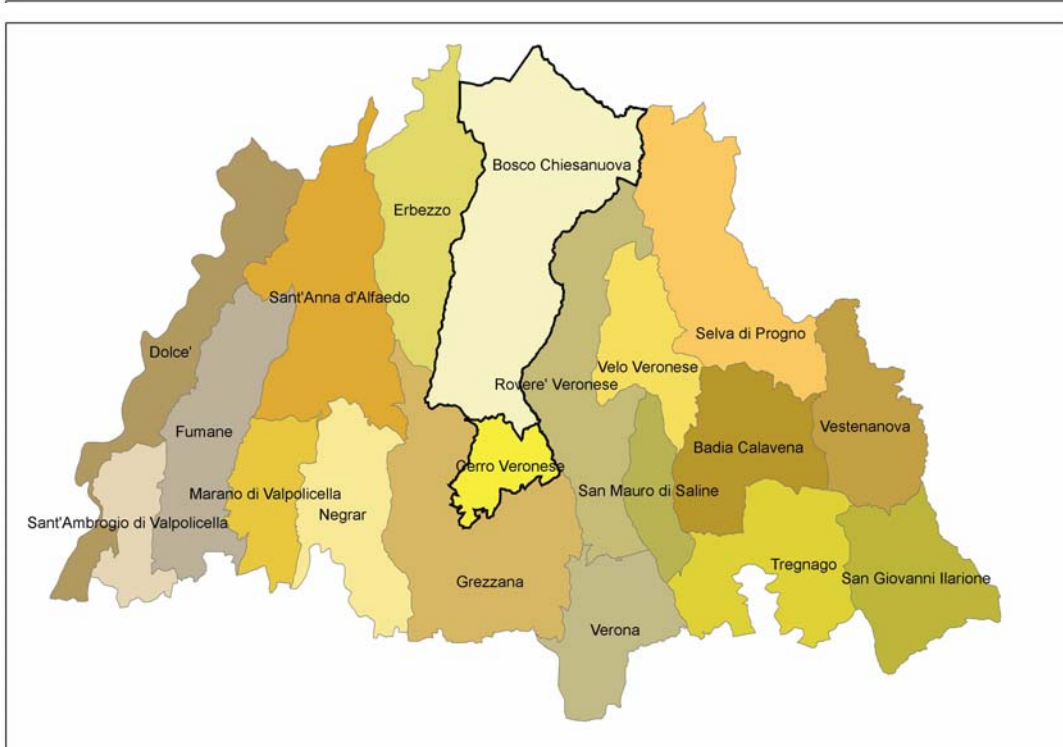 Bosco Chiesanuova
Erbezzo
Sant'Anna d'Alfaedo
Selva di Progno
Dolce'
Velo Veronese
Rovere' Veronese
Vestenanova
Fumane
Badia Calavena
Cerro Veronese
San Mauro di Saline
Marano di Valpolicella
Negrar
Sant'Ambrogio di Valpolicella
Tregnago
San Giovanni Ilarione
Grezzana
Verona